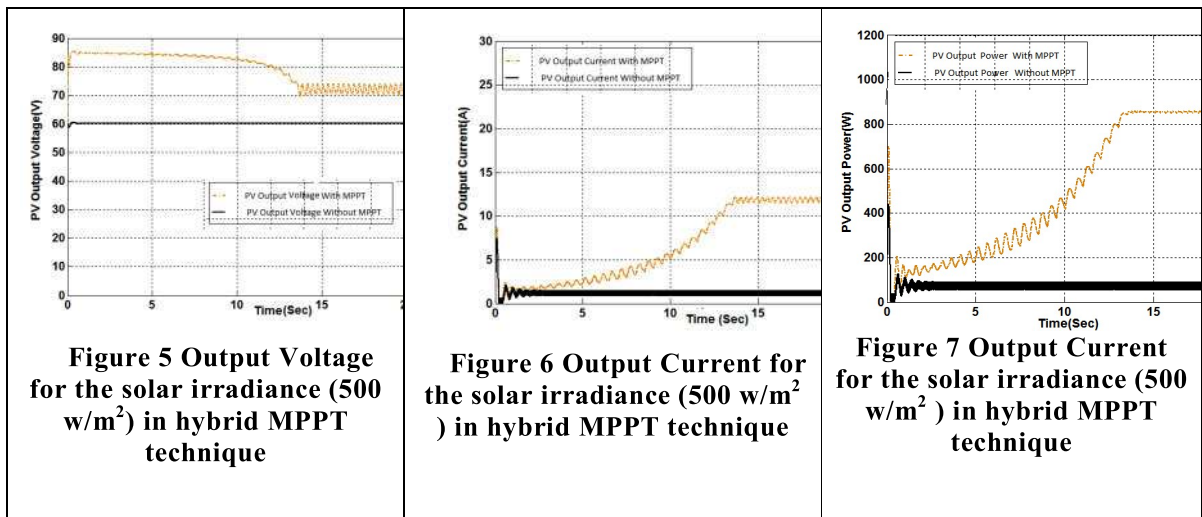 90
80
70
60
50
40
30
20
10
0
PV Output Voltage(V)
PV Output Voltage With MPPT
PV Output Voltage Without MPPT
0 5 10 15 2
Time(Sec)
Figure 5 Output Voltage
for the solar irradiance (500
w/m²) in hybrid MPPT
technique
30
25
20
15
10
5
0
PV Output Current(A)
PV Output Current With MPPT
PV Output Current Without MPPT
0 5 10 15
Time (Sec)
Figure 6 Output Current for
the solar irradiance (500 w/m²
) in hybrid MPPT technique
1200
1000
800
600
400
200
0
PV Output Power(W)
PV Output Power With MPPT
PV Output Power Without MPPT
0 5 10 15
Time(Sec)
Figure 7 Output Current
for the solar irradiance (500
w/m² ) in hybrid MPPT
technique